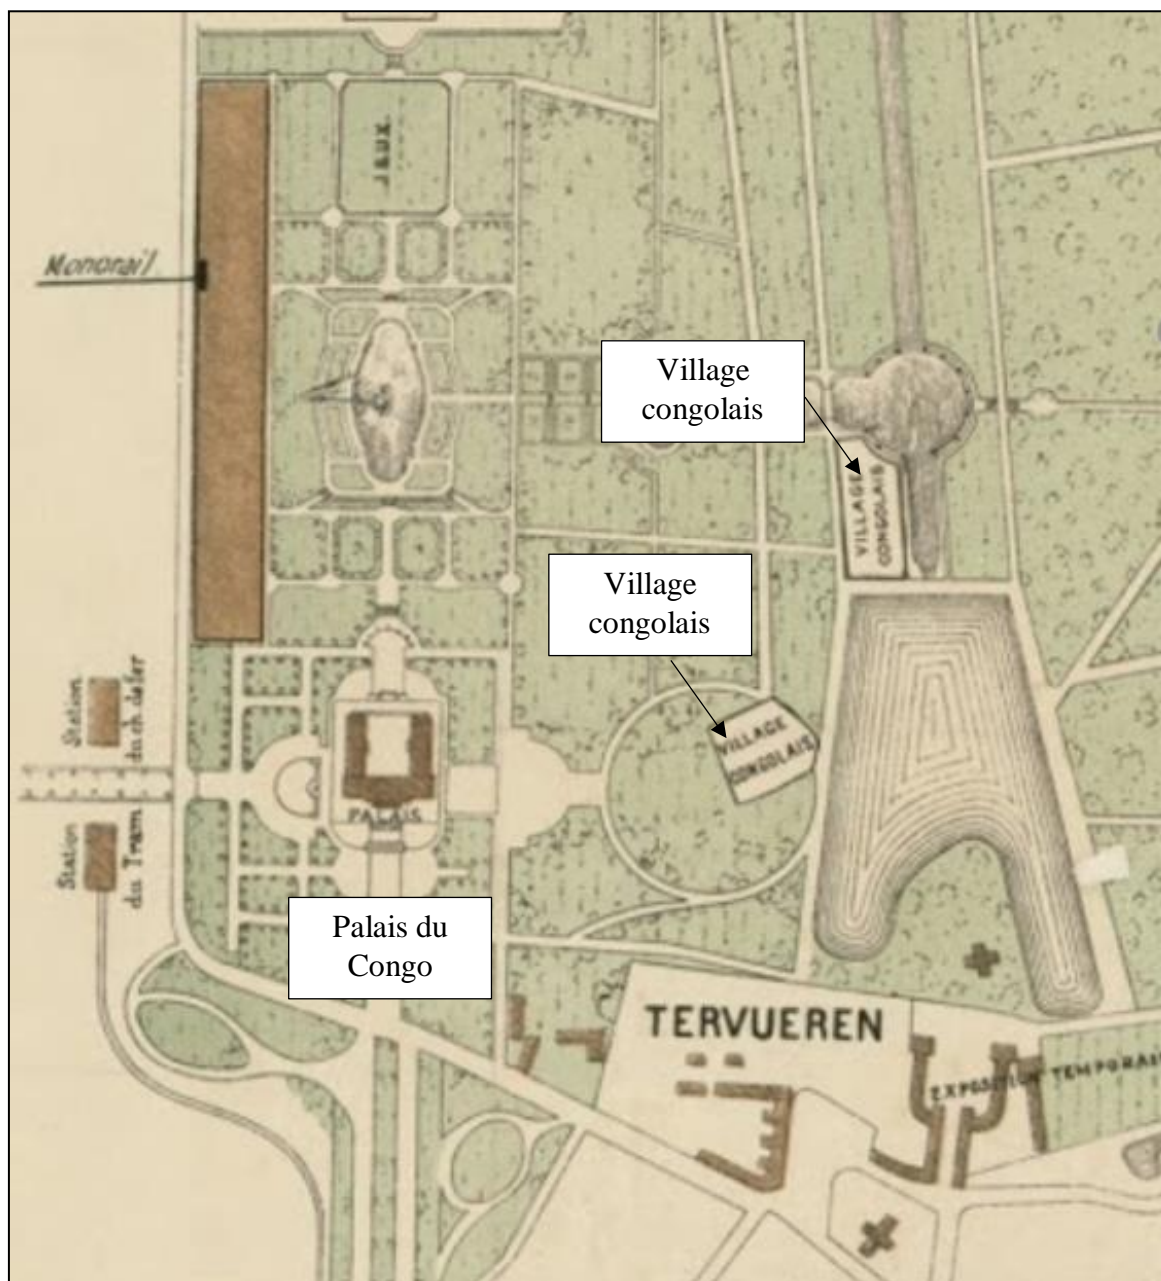 JEUX
Monorail
Village
congolais
VILLAGE
CONGOLAIS
Village
congolais
Station
du ch. de fer
VILLAGE
CONGOLAIS
PALAIS
Station
du Tram
Palais du
Congo
TERVUEREN
EXPOSITION TEMPORAI